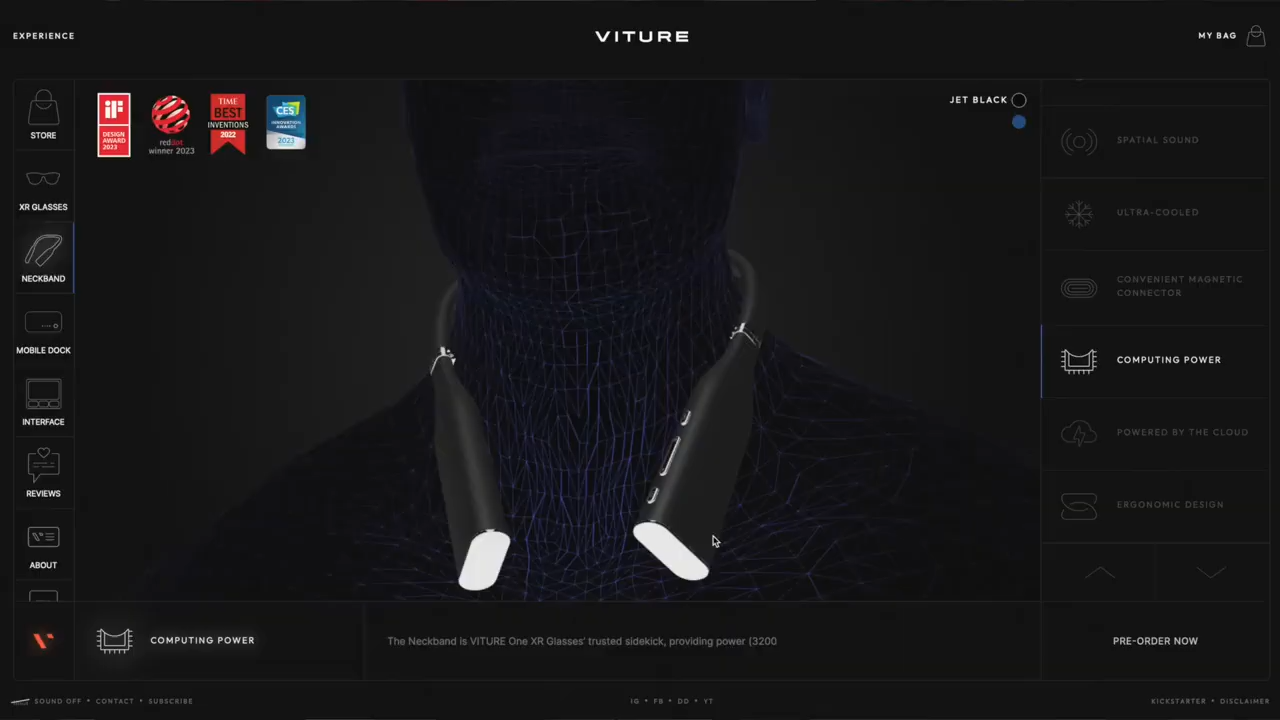 EXPERIENCE
VITURE
MY BAG
STORE
XR GLASSES
NECKBAND
MOBILE DOCK
INTERFACE
REVIEWS
ABOUT
iF
DESIGN
AWARD
2023
reddot
winner 2023
TIME
BEST
INVENTIONS
2022
CES
INNOVATION
AWARDS
2023
JET BLACK
SPATIAL SOUND
ULTRA-COOLED
CONVENIENT MAGNETIC
CONNECTOR
COMPUTING POWER
POWERED BY THE CLOUD
ERGONOMIC DESIGN
COMPUTING POWER
The Neckband is VITURE One XR Glasses' trusted sidekick, providing power (3200
PRE-ORDER NOW
SOUND OFF • CONTACT • SUBSCRIBE
IG • FB • DD • YT
KICKSTARTER • DISCLAIMER